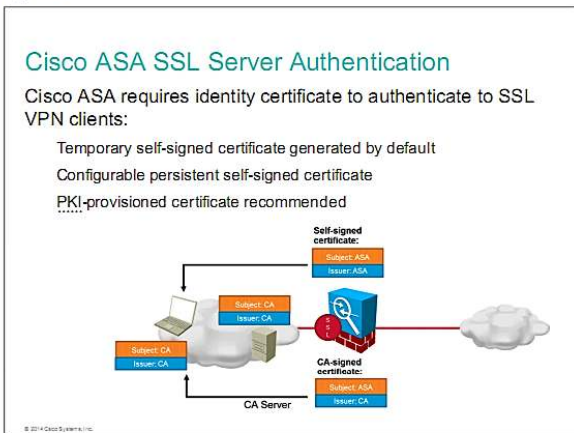 Cisco ASA SSL Server Authentication
Cisco ASA requires identity certificate to authenticate to SSL
VPN clients:
Temporary self-signed certificate generated by default
Configurable persistent self-signed certificate
PKI-provisioned certificate recommended
Self-signed
certificate:
Subject: ASA
Issuer: ASA
Subject: CA
Issuer: CA
SSL
Subject: CA
Issuer: CA
CA-signed
certificate:
Subject: ASA
Issuer: CA
CA Server
© 2014 Cisco Systems, Inc.